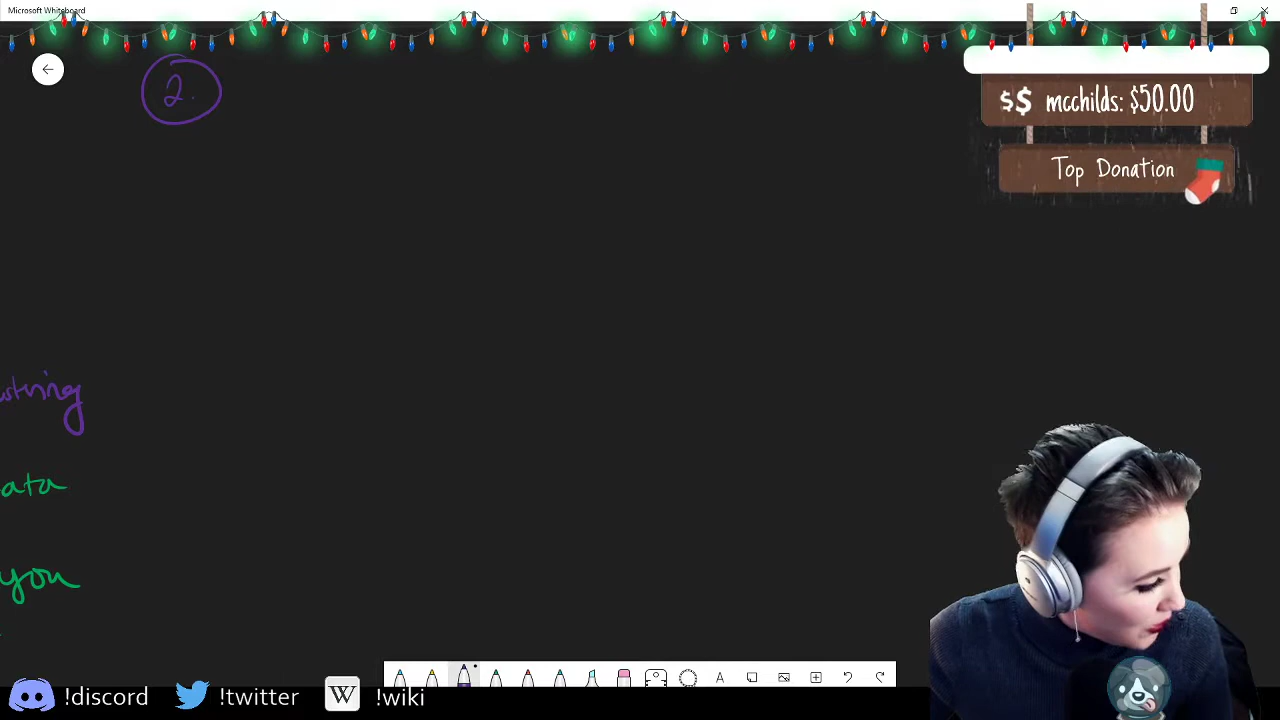 Microsoft Whiteboard
2.
$$ mcchilds: $50.00
Top Donation
string
ata
you
A
!discord
!twitter
W !wiki